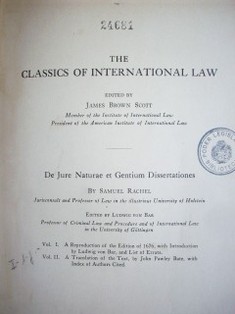 24681
THE
CLASSICS OF INTERNATIONAL LAW
EDITED BY
JAMES BROWN SCOTT
Member of the Institute of International Law
President of the American Institute of International Law
De Jure Naturae et Gentium Dissertationes
BY SAMUEL RACHEL
Jurisconsult and Professor of Law in the illustrious University of Holstein
EDITED BY LUDWIG VON BAR
Professor of Criminal Law and Procedure and of International Law
in the University of Göttingen
Vol. I. A Reproduction of the Edition of 1676, with Introduction
by Ludwig von Bar, and List of Errata.
Vol. II. A Translation of the Text, by John Pawley Bate, with
Index of Authors Cited.